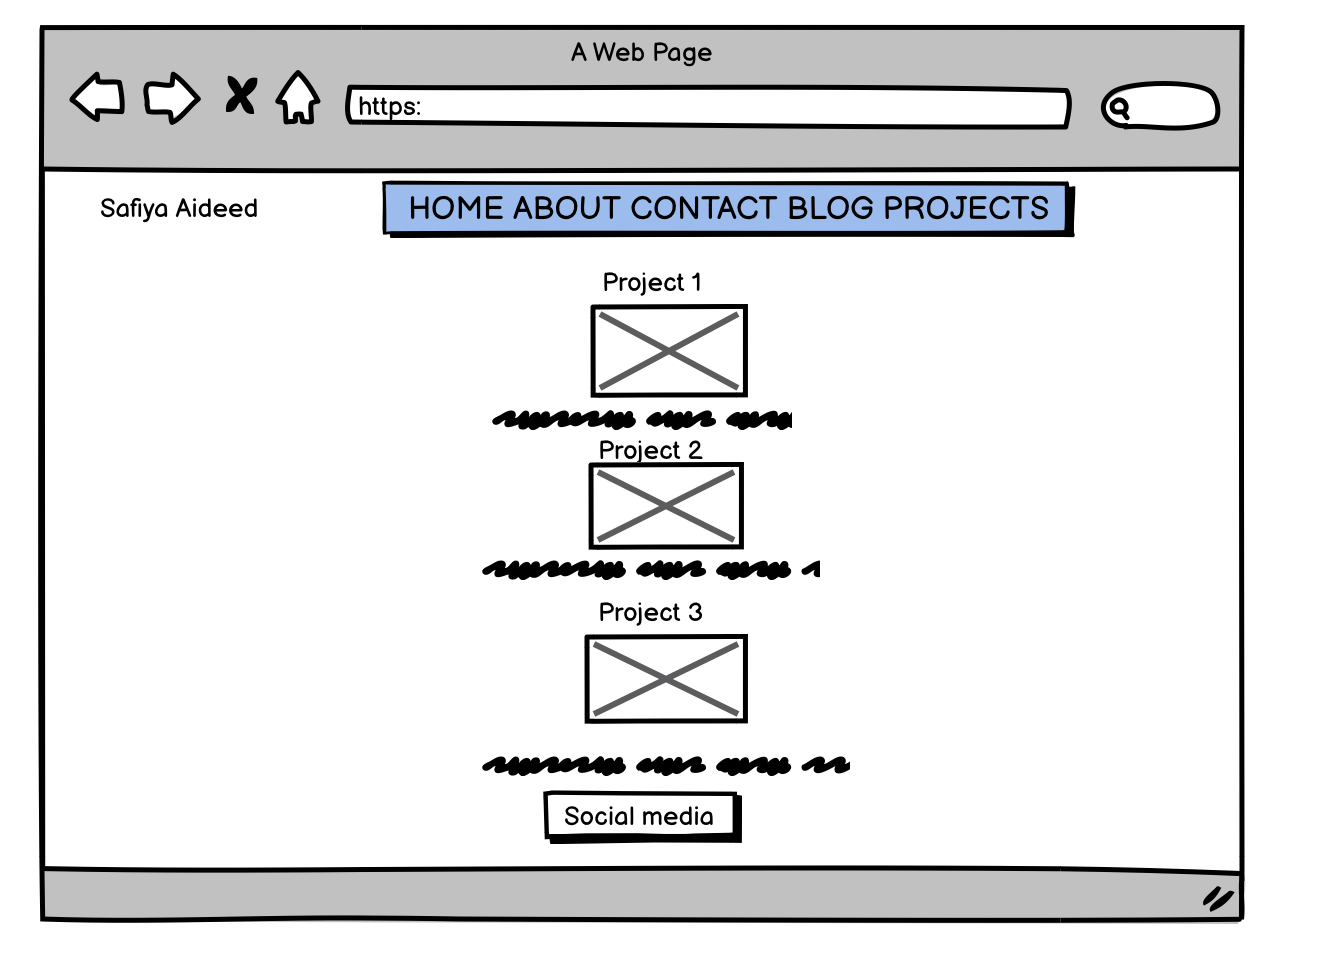 A Web Page
https:
Safiya Aideed
HOME ABOUT CONTACT BLOG PROJECTS
Project 1
Project 2
Project 3
Social media